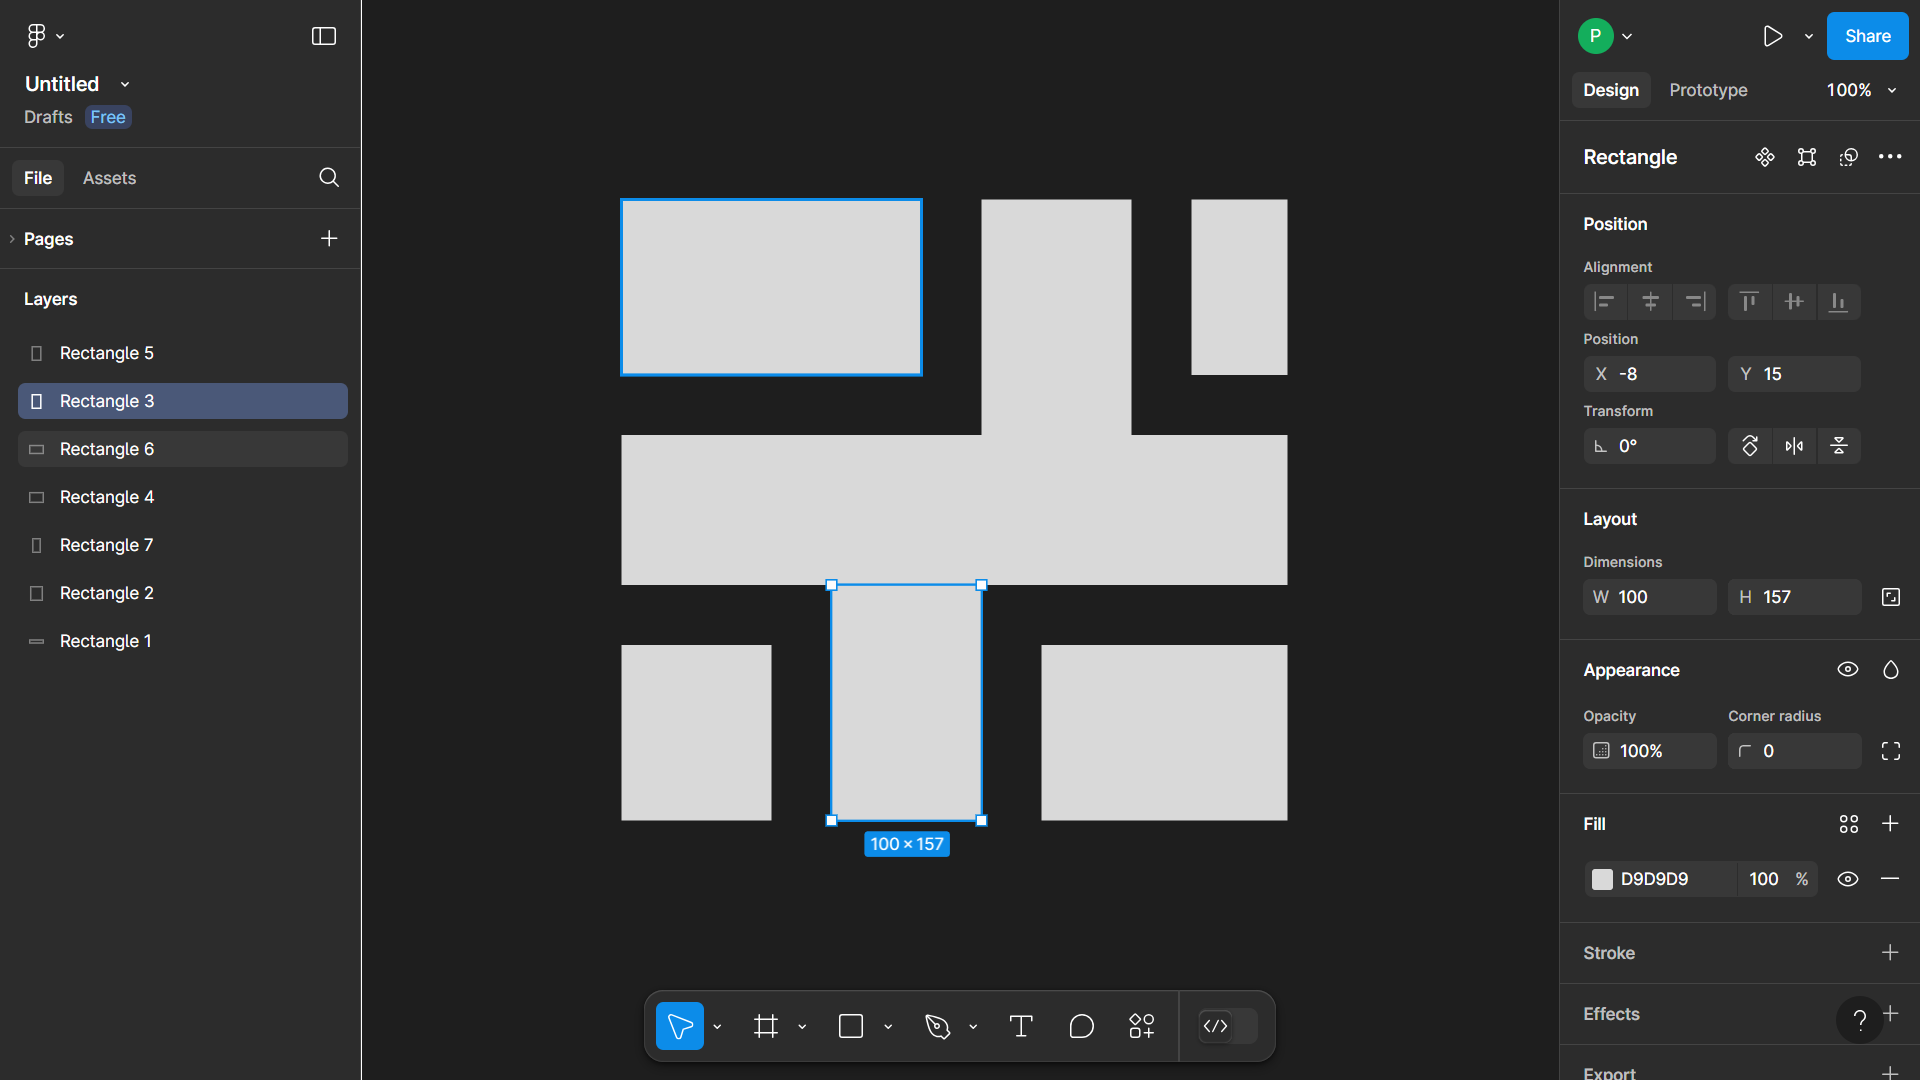 Untitled
Drafts Free
File Assets
Pages
Layers
Rectangle 5
Rectangle 3
Rectangle 6
Rectangle 4
Rectangle 7
Rectangle 2
Rectangle 1
100 × 157
P
Share
Design Prototype 100%
Rectangle
Position
Alignment
Position
X -8 Y 15
Transform
0°
Layout
Dimensions
W 100 H 157
Appearance
Opacity Corner radius
100% 0
Fill
D9D9D9 100 %
Stroke
Effects
?
Export